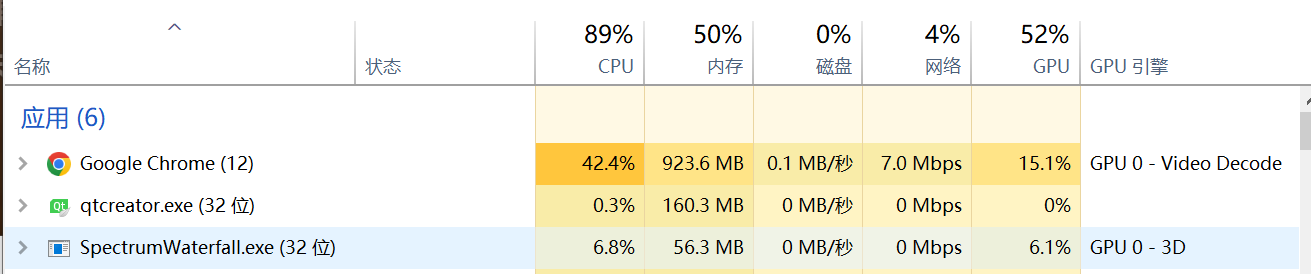 89% 50% 0% 4% 52%
名称 状态 CPU 内存 磁盘 网络 GPU GPU 引擎
应用 (6)
Google Chrome (12) 42.4% 923.6 MB 0.1 MB/秒 7.0 Mbps 15.1% GPU 0 - Video Decode
qtcreator.exe (32 位) 0.3% 160.3 MB 0 MB/秒 0 Mbps 0%
SpectrumWaterfall.exe (32 位) 6.8% 56.3 MB 0 MB/秒 0 Mbps 6.1% GPU 0 - 3D